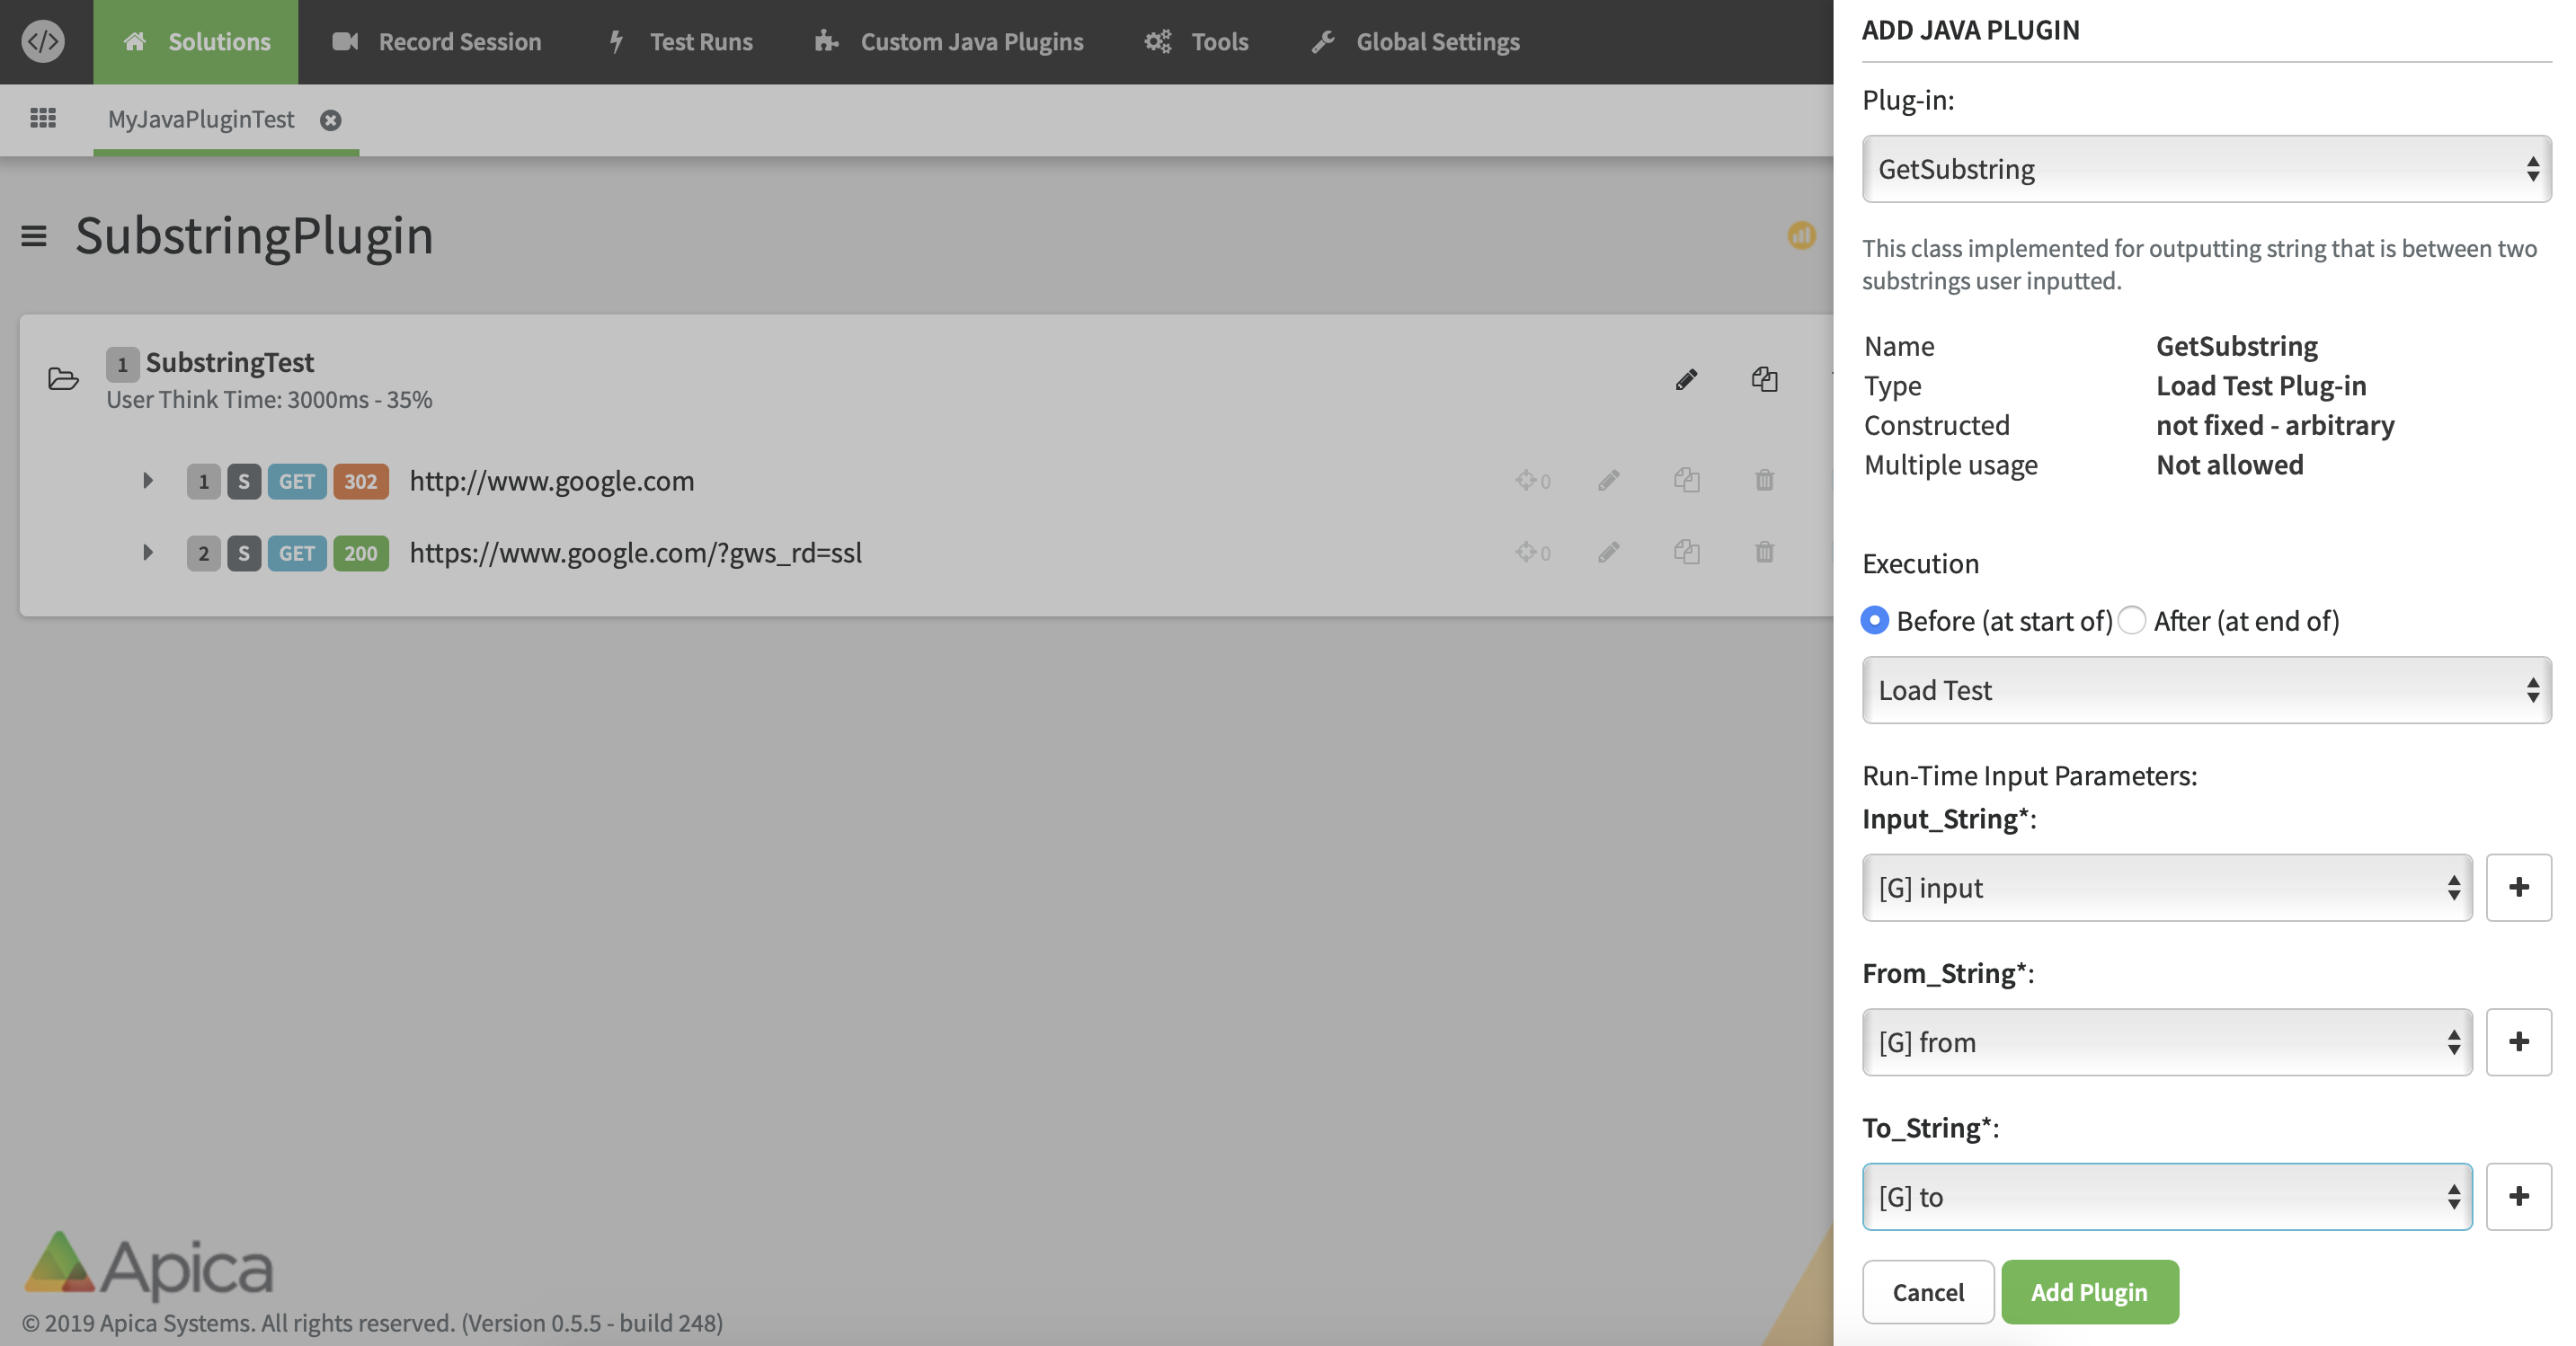 Solutions
Record Session
Test Runs
Custom Java Plugins
Tools
Global Settings
MyJavaPluginTest
SubstringPlugin
1 SubstringTest
User Think Time: 3000ms - 35%
1 S GET 302 http://www.google.com 0
2 S GET 200 https://www.google.com/?gws_rd=ssl 0
Apica
© 2019 Apica Systems. All rights reserved. (Version 0.5.5 - build 248)
ADD JAVA PLUGIN
Plug-in:
GetSubstring
This class implemented for outputting string that is between two
substrings user inputted.
Name GetSubstring
Type Load Test Plug-in
Constructed not fixed - arbitrary
Multiple usage Not allowed
Execution
Before (at start of) After (at end of)
Load Test
Run-Time Input Parameters:
Input_String*:
[G] input
From_String*:
[G] from
To_String*:
[G] to
Cancel
Add Plugin